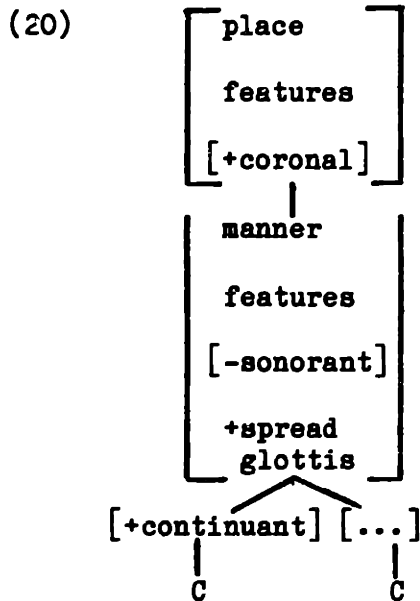 (20)
place
features
[+coronal]
manner
features
[-sonorant]
+spread
glottis
[+continuant] [...]
C C